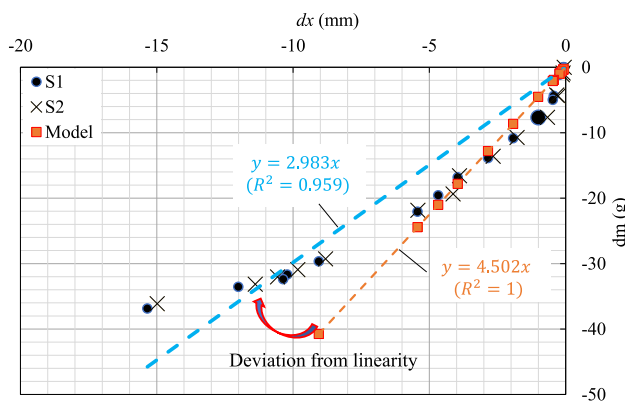 dx (mm)
-20 -15 -10 -5 0
S1
S2
Model
y = 2.983x
(R² = 0.959)
y = 4.502x
(R² = 1)
Deviation from linearity
0
-10
-20
-30
-40
-50
dm (g)